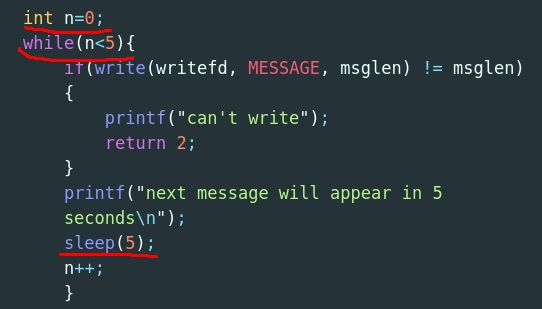 int n=0;
while(n<5){
if(write(writefd, MESSAGE, msglen) != msglen)
{
printf("can't write");
return 2;
}
printf("next message will appear in 5
seconds\n");
sleep(5);
n++;
}